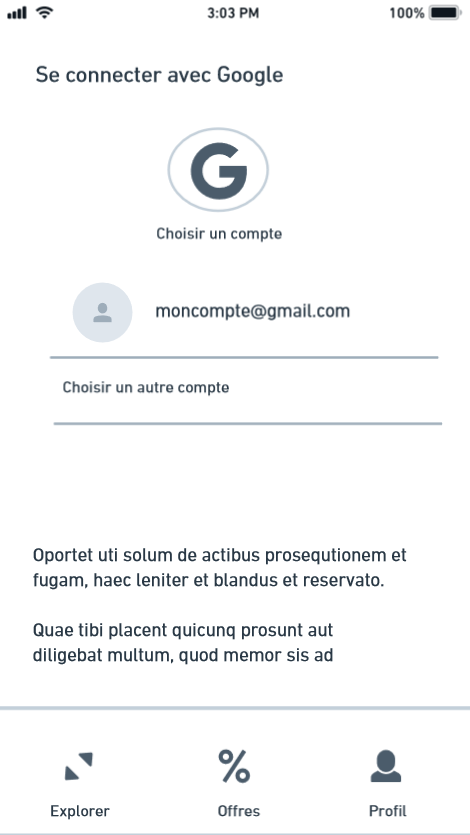 3:03 PM
100%
Se connecter avec Google
G
Choisir un compte
moncompte@gmail.com
Choisir un autre compte
Oportet uti solum de actibus prosequtionem et
fugam, haec leniter et blandus et reservato.
Quae tibi placent quicunq prosunt aut
diligebat multum, quod memor sis ad
%
Explorer
Offres
Profil